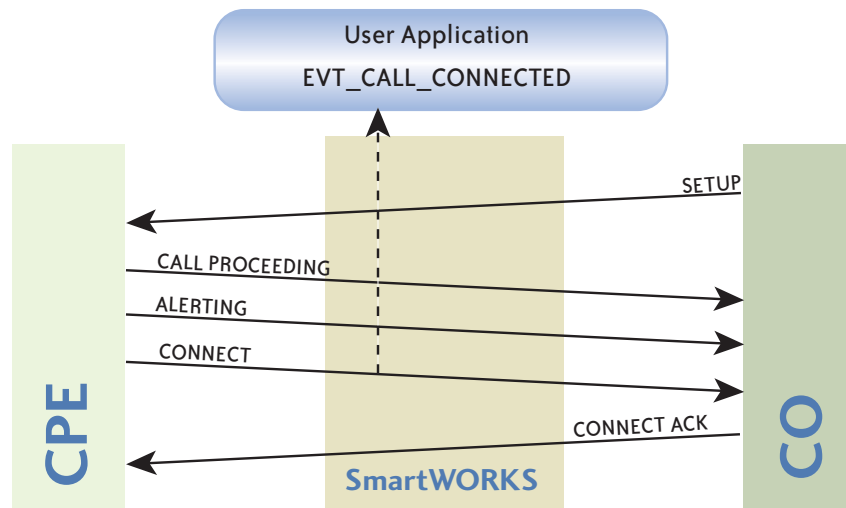 User Application
EVT_CALL_CONNECTED
SETUP
CALL PROCEEDING
ALERTING
CONNECT
CONNECT ACK
CPE
SmartWORKS
CO